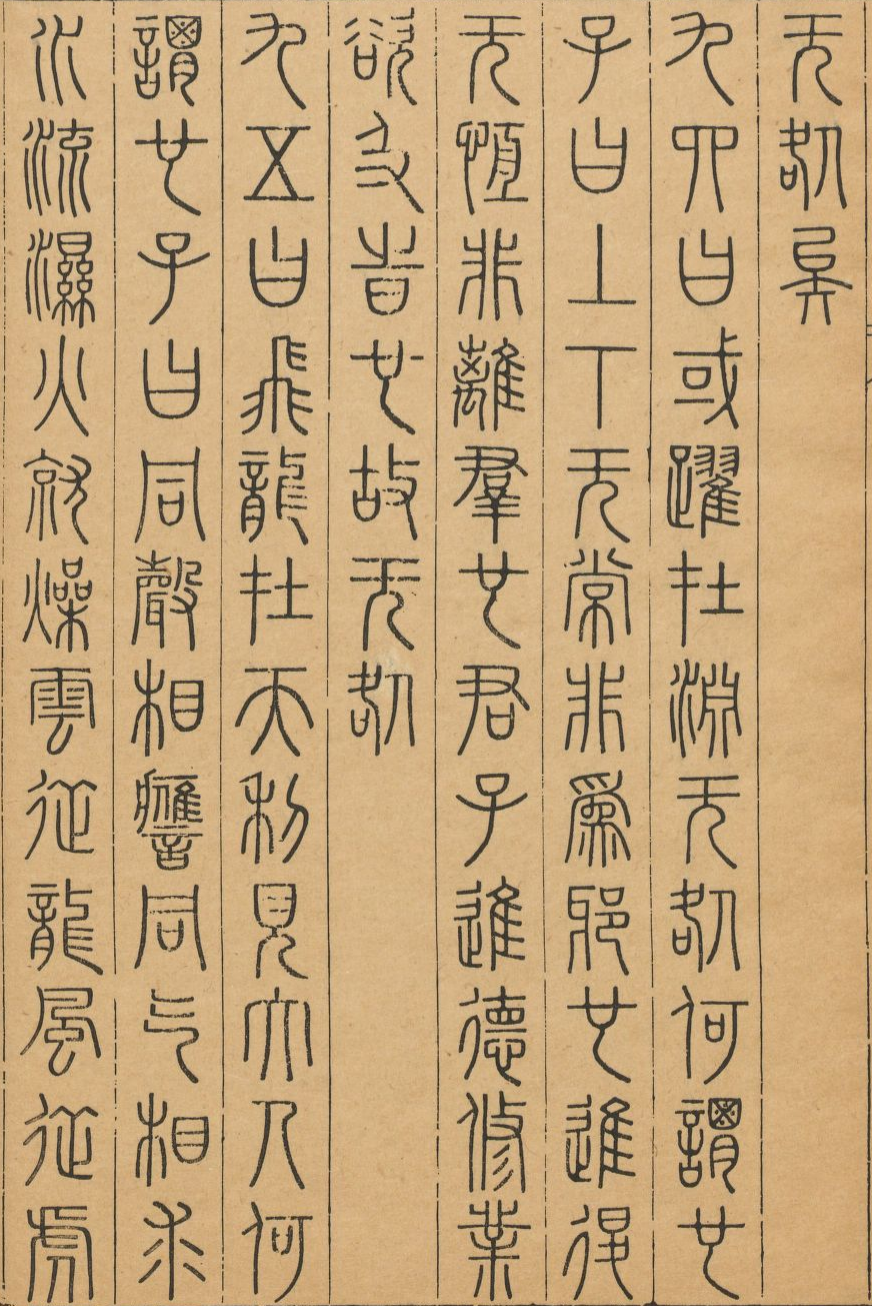 无咎矣
九四曰或躍在淵无咎何謂也
子曰上下无常非爲邪也進退
无恆非離羣也君子進德修業
欲及旹也故无咎
九五曰飛龍在天利見大人何
謂也子曰同聲相譍同气相求
水流濕火就燥雲從龍風從虎